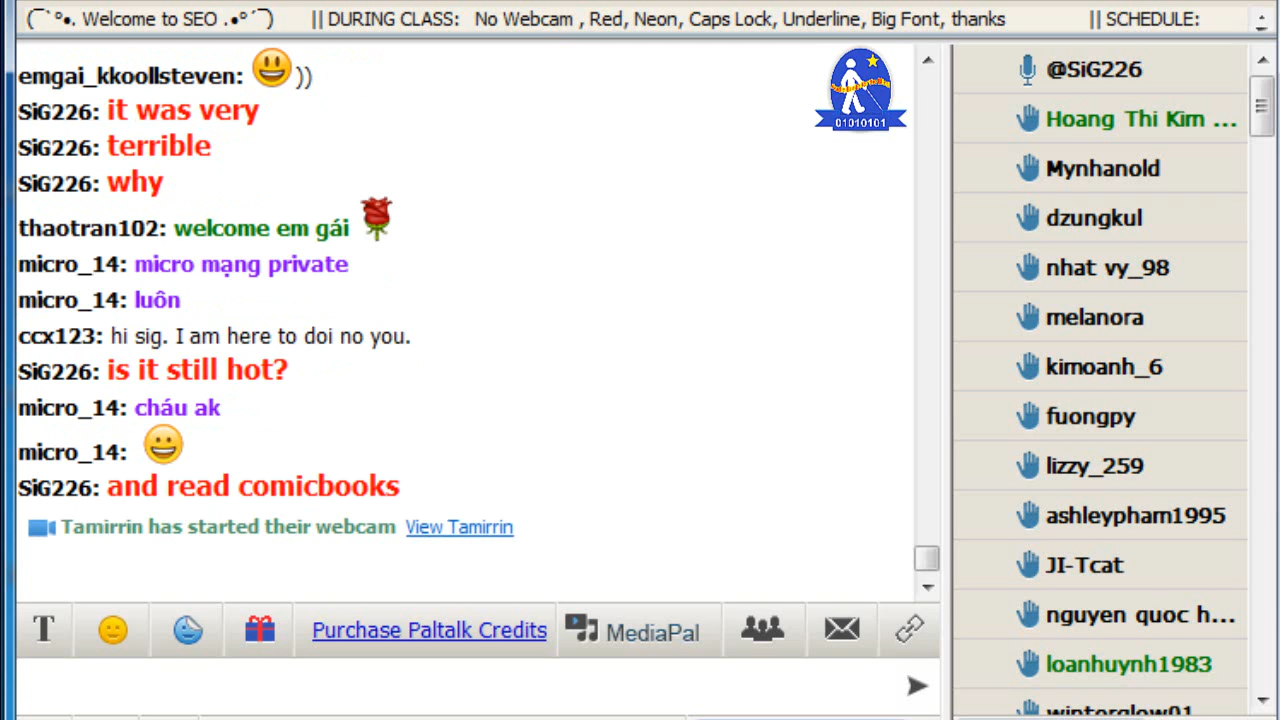 (¯`°•. Welcome to SEO .•°´¯) || DURING CLASS: No Webcam , Red, Neon, Caps Lock, Underline, Big Font, thanks || SCHEDULE:
emgai_kkoollsteven: 😃 ))
SiG226: it was very
SiG226: terrible
SiG226: why
thaotran102: welcome em gái
micro_14: micro mạng private
micro_14: luôn
ccx123: hi sig. I am here to doi no you.
SiG226: is it still hot?
micro_14: cháu ak
micro_14:
SiG226: and read comicbooks
Tamirrin has started their webcam View Tamirrin
T Purchase Paltalk Credits MediaPal
01010101
@SiG226
Hoang Thi Kim ...
Mynhanold
dzungkul
nhat vy_98
melanora
kimoanh_6
fuongpy
lizzy_259
ashleypham1995
JI-Tcat
nguyen quoc h...
loanhuynh1983
winterglow01